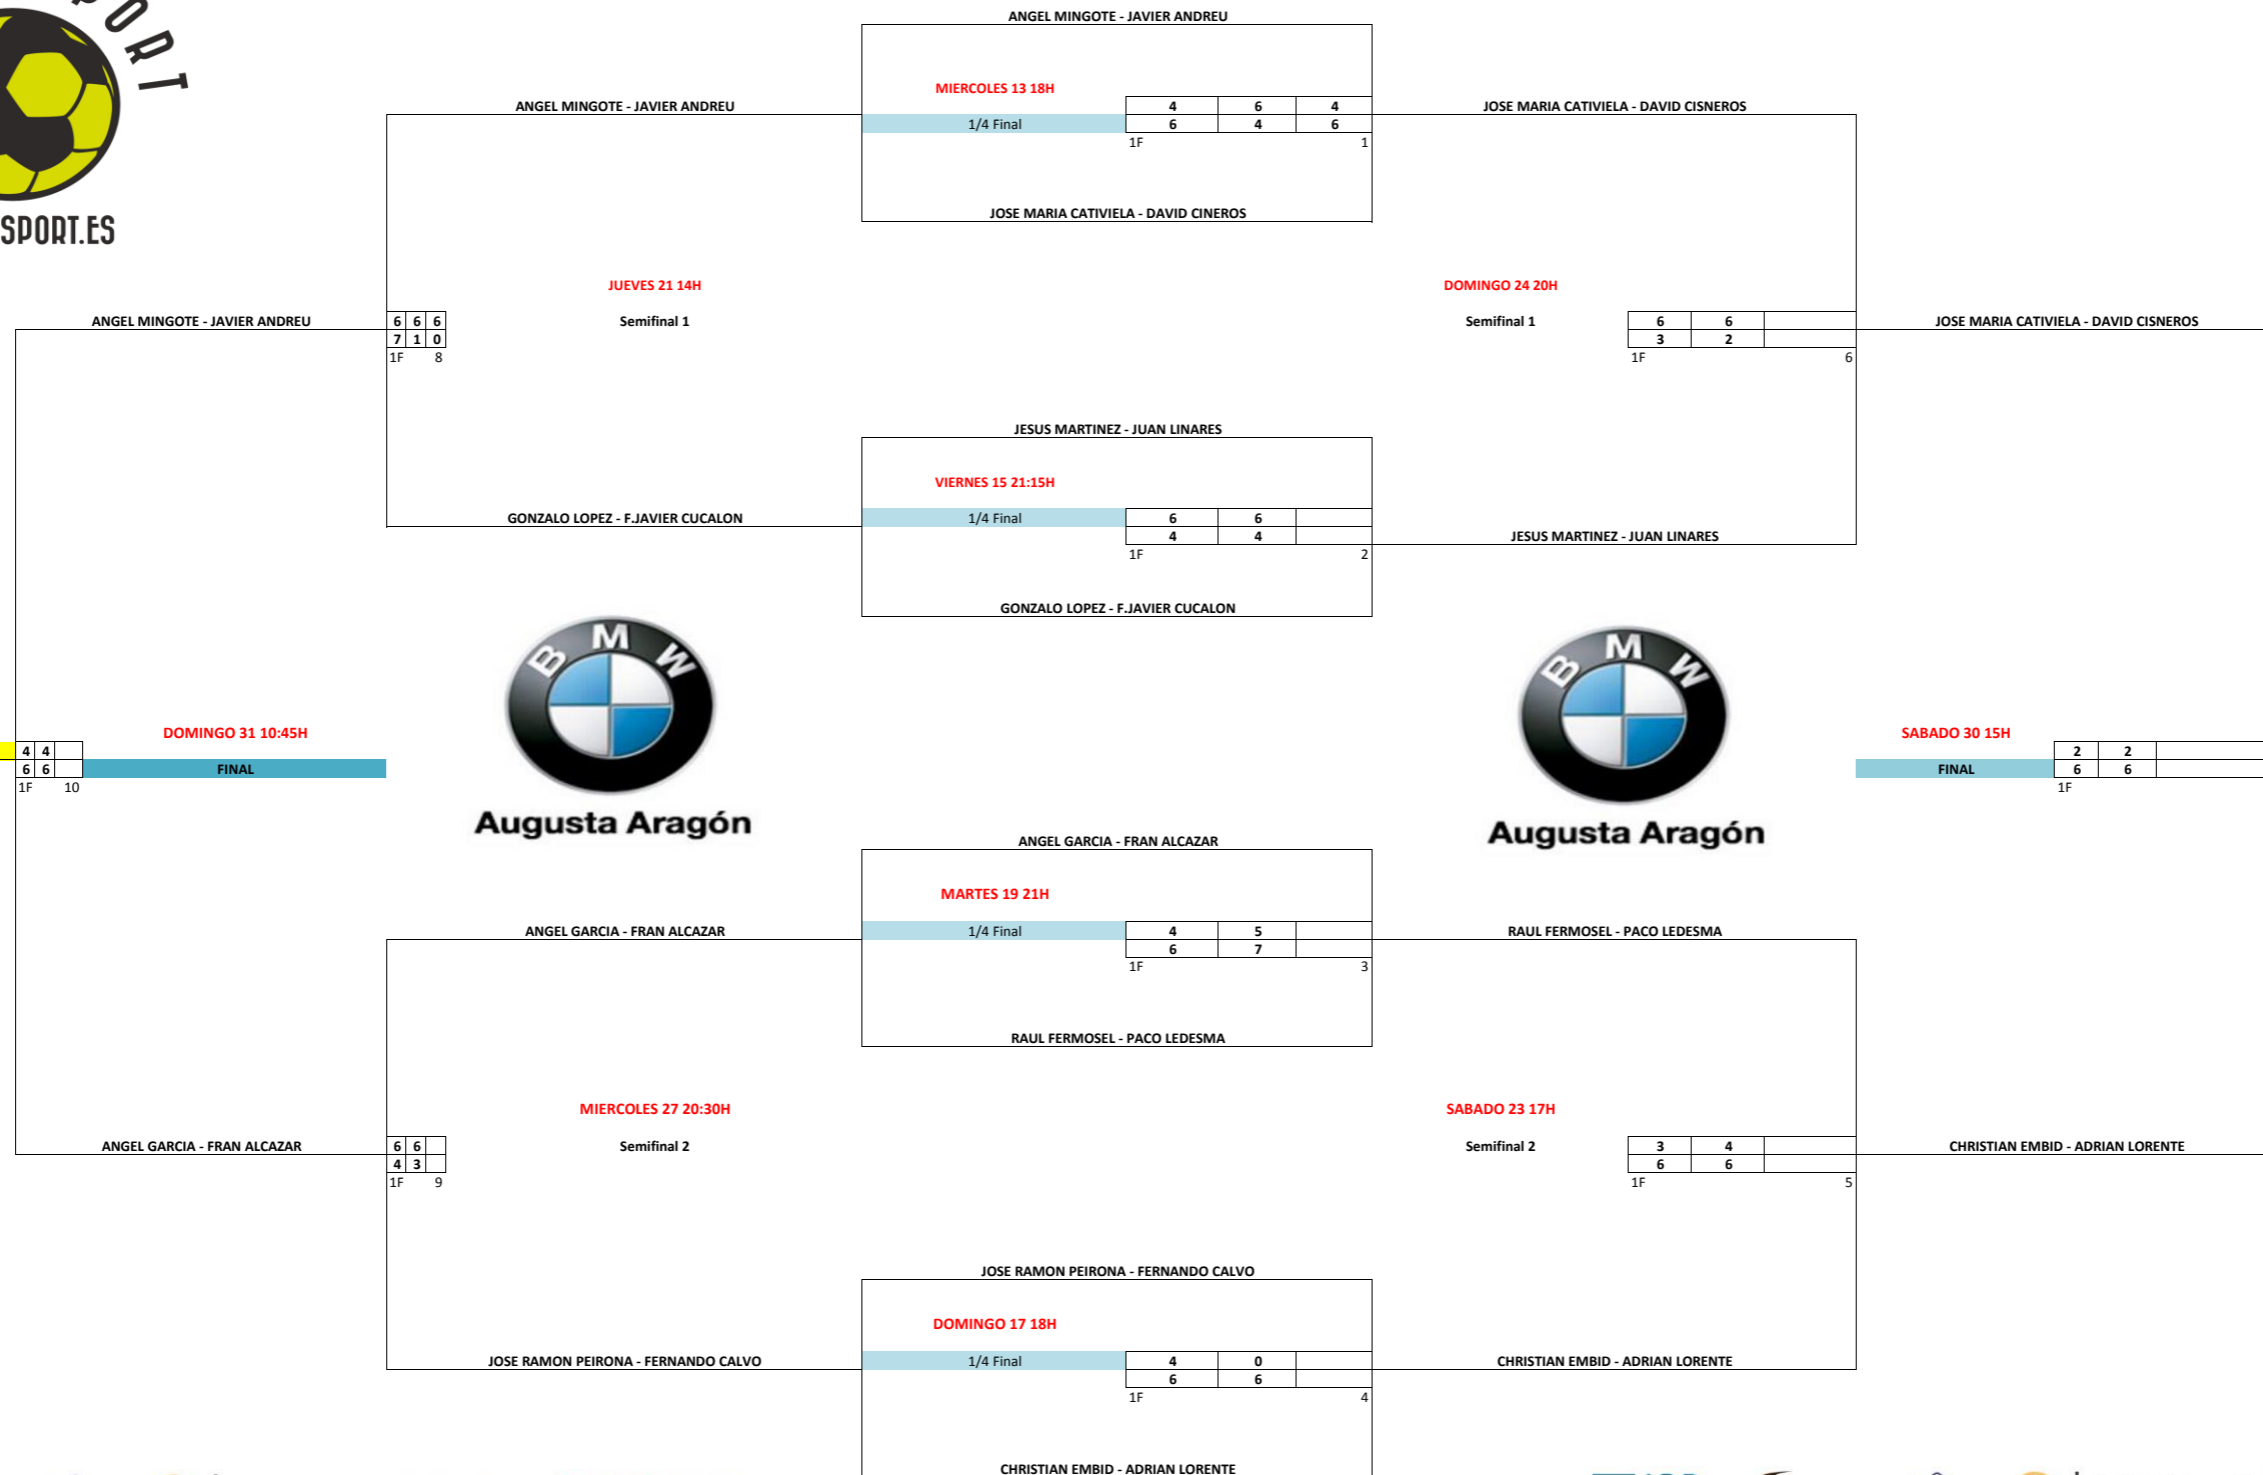 PORT
SPORT.ES
ANGEL MINGOTE - JAVIER ANDREU
MIERCOLES 13 18H
ANGEL MINGOTE - JAVIER ANDREU
4 6 4
JOSE MARIA CATIVIELA - DAVID CISNEROS
1/4 Final
6 4 6
1F 1
JOSE MARIA CATIVIELA - DAVID CINEROS
JUEVES 21 14H
DOMINGO 24 20H
ANGEL MINGOTE - JAVIER ANDREU
6 6 6
Semifinal 1
Semifinal 1
6 6
JOSE MARIA CATIVIELA - DAVID CISNEROS
7 1 0
3 2
1F 8
1F 6
JESUS MARTINEZ - JUAN LINARES
VIERNES 15 21:15H
GONZALO LOPEZ - F.JAVIER CUCALON
1/4 Final
6 6
4 4
JESUS MARTINEZ - JUAN LINARES
1F 2
GONZALO LOPEZ - F.JAVIER CUCALON
BMW
Augusta Aragón
BMW
Augusta Aragón
DOMINGO 31 10:45H
SABADO 30 15H
4 4
2 2
6 6
FINAL
FINAL
6 6
1F 10
1F
ANGEL GARCIA - FRAN ALCAZAR
MARTES 19 21H
ANGEL GARCIA - FRAN ALCAZAR
1/4 Final
4 5
RAUL FERMOSEL - PACO LEDESMA
6 7
1F 3
RAUL FERMOSEL - PACO LEDESMA
MIERCOLES 27 20:30H
SABADO 23 17H
ANGEL GARCIA - FRAN ALCAZAR
6 6
Semifinal 2
Semifinal 2
3 4
CHRISTIAN EMBID - ADRIAN LORENTE
4 3
6 6
1F 9
1F 5
JOSE RAMON PEIRONA - FERNANDO CALVO
DOMINGO 17 18H
JOSE RAMON PEIRONA - FERNANDO CALVO
1/4 Final
4 0
CHRISTIAN EMBID - ADRIAN LORENTE
6 6
1F 4
CHRISTIAN EMBID - ADRIAN LORENTE